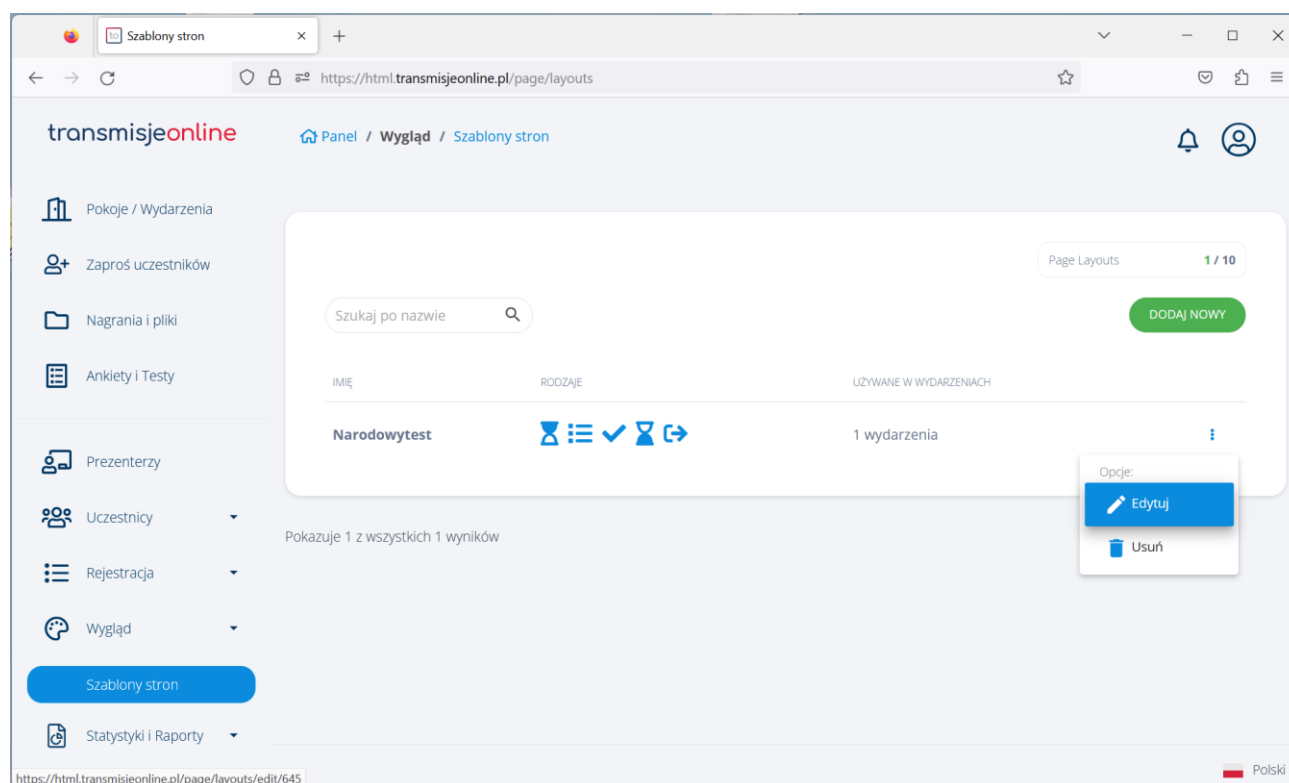 to Szablony stron
https://html.transmisjeonline.pl/page/layouts
transmisjeonline
Panel / Wygląd / Szablony stron
Pokoje / Wydarzenia
Zaproś uczestników
Nagrania i pliki
Ankiety i Testy
Prezenterzy
Uczestnicy
Rejestracja
Wygląd
Szablony stron
Statystyki i Raporty
Page Layouts 1 / 10
Szukaj po nazwie
DODAJ NOWY
IMIĘ RODZAJE UŻYWANE W WYDARZENIACH
Narodowytest 1 wydarzenia
Opcje:
Edytuj
Usuń
Pokazuje 1 z wszystkich 1 wyników
https://html.transmisjeonline.pl/page/layouts/edit/645
Polski